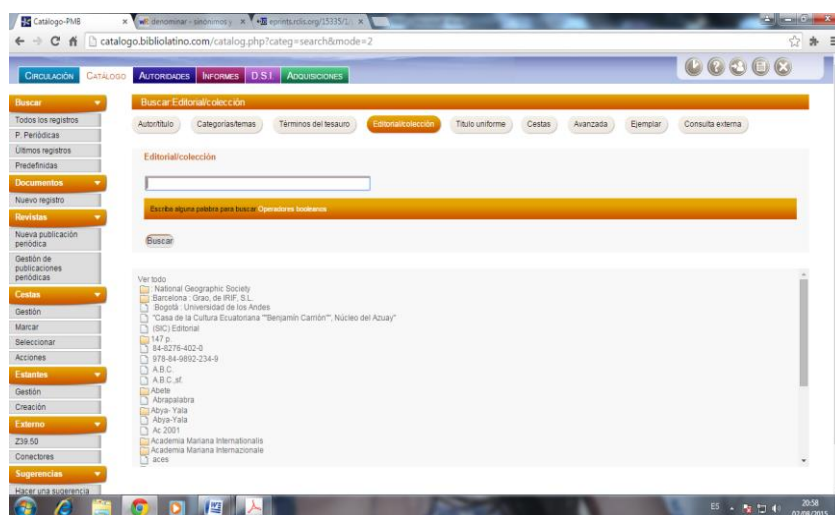 Catálogo-PMB
denominar - sinónimos y
eprints.rclis.org/15335/1/
catalogo.bibliolatino.com/catalog.php?categ=search&mode=2
CIRCULACIÓN CATÁLOGO AUTORIDADES INFORMES D.S.I. ADQUISICIONES
Buscar
Todos los registros
P. Periódicas
Últimos registros
Predefinidas
Documentos
Nuevo registro
Revistas
Nueva publicación
periódica
Gestión de
publicaciones
periódicas
Cestas
Gestión
Marcar
Seleccionar
Acciones
Estantes
Gestión
Creación
Externo
Z39.50
Conectores
Sugerencias
Hacer una sugerencia
Buscar:Editorial/colección
Autor/título Categorías/temas Términos del tesauro Editorial/colección Título uniforme Cestas Avanzada Ejemplar Consulta externa
Editorial/colección
Escriba alguna palabra para buscar Operadores booleanos
Buscar
Ver todo
: National Geographic Society
:Barcelona : Grao, de IRIF, S.L.
:Bogotá : Universidad de los Andes
"Casa de la Cultura Ecuatoriana ""Benjamín Carrión"", Núcleo del Azuay"
(SIC) Editorial
147 p.
84-8276-402-0
978-84-9892-234-9
A.B.C.
A.B.C.,sf.
Abete
Abrapalabra
Abya- Yala
Abya-Yala
Ac 2001
Academia Mariana Internationalis
Academia Mariana Internazionale
aces
ES
20:58
02/08/2015